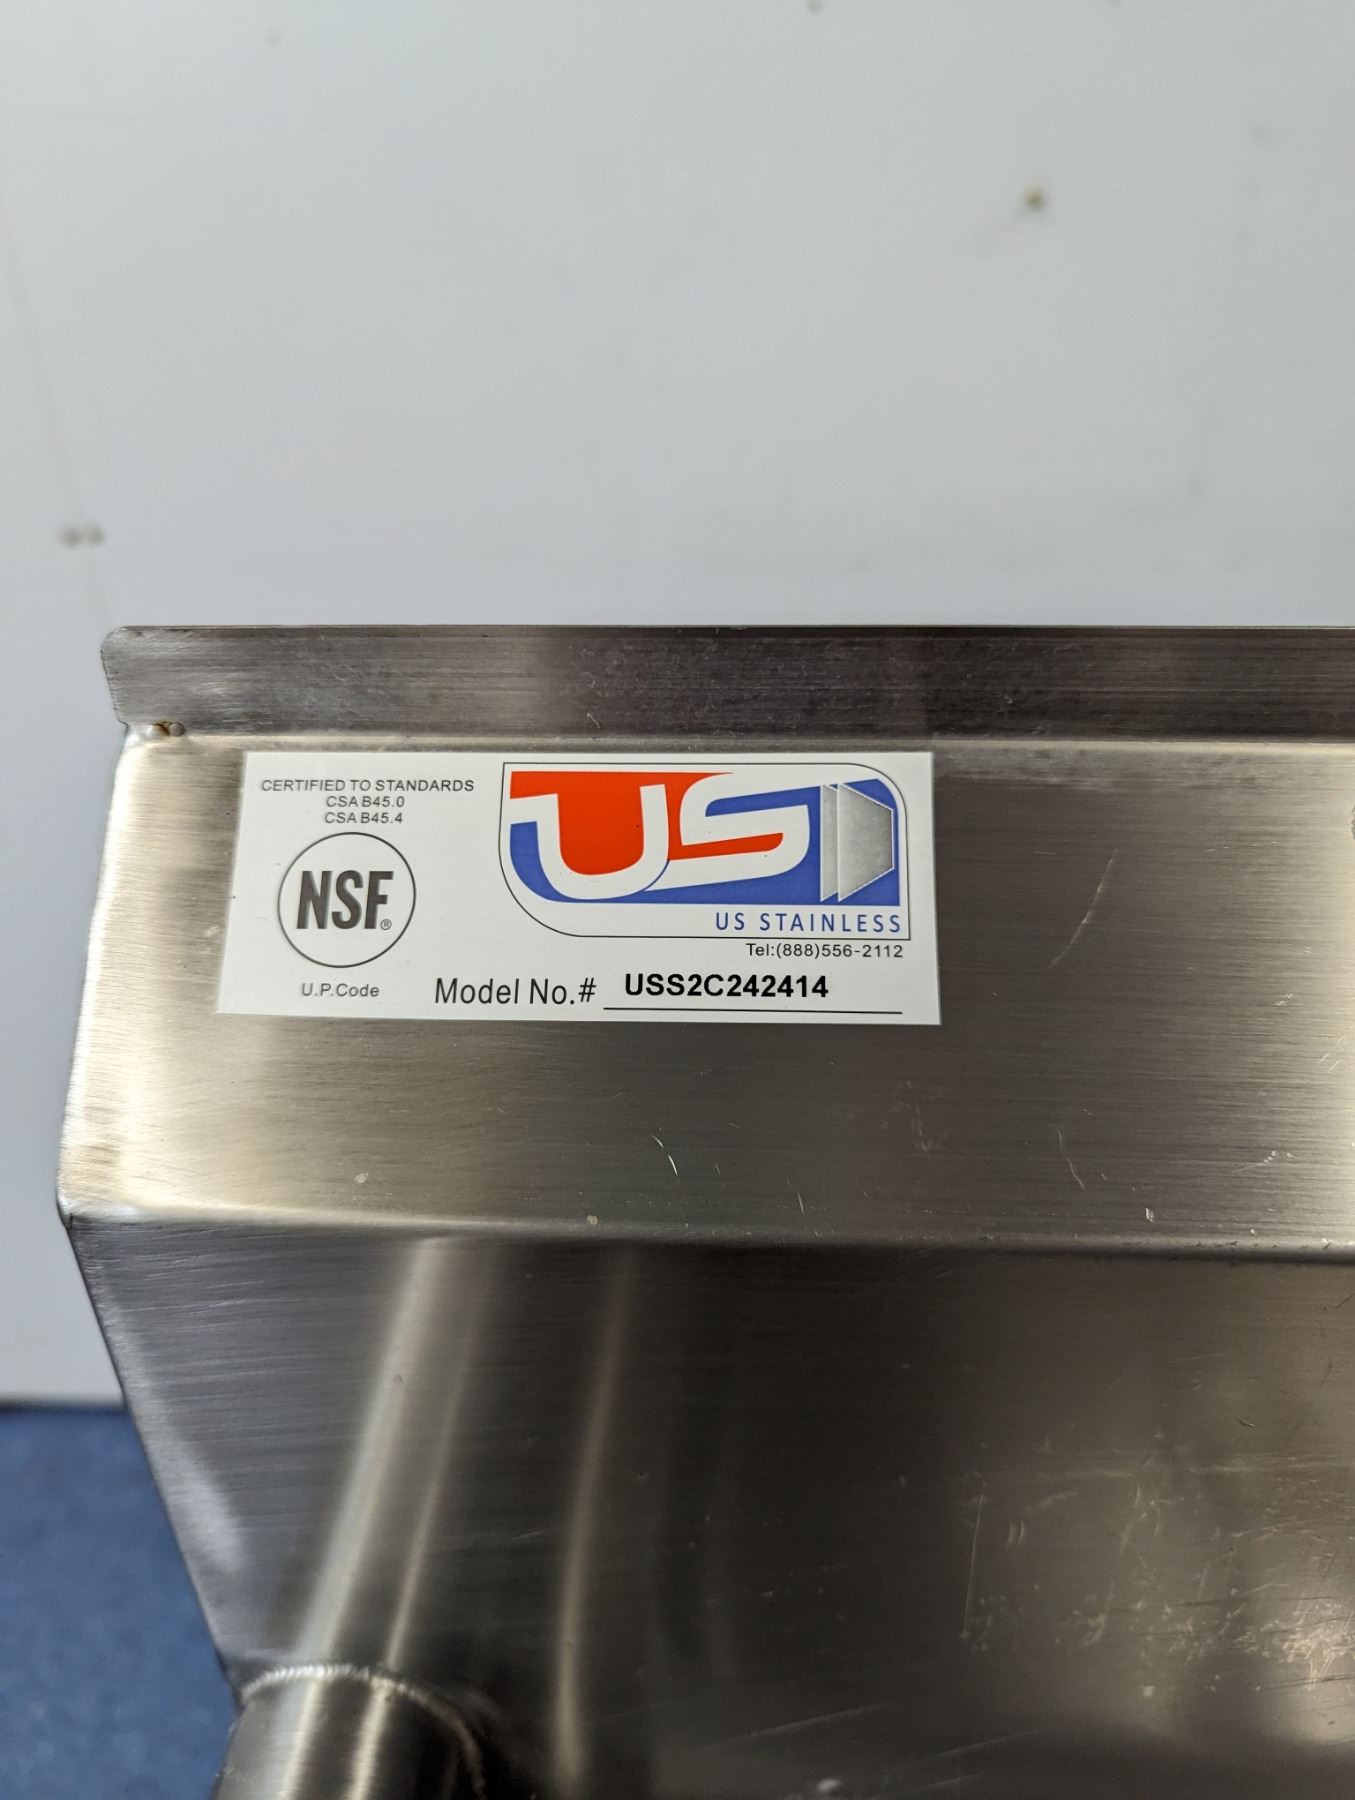 CERTIFIED TO STANDARDS
CSA B45.0
CSA B45.4
NSF®
U.P.Code
US
US STAINLESS
Tel:(888)556-2112
Model No.# USS2C242414